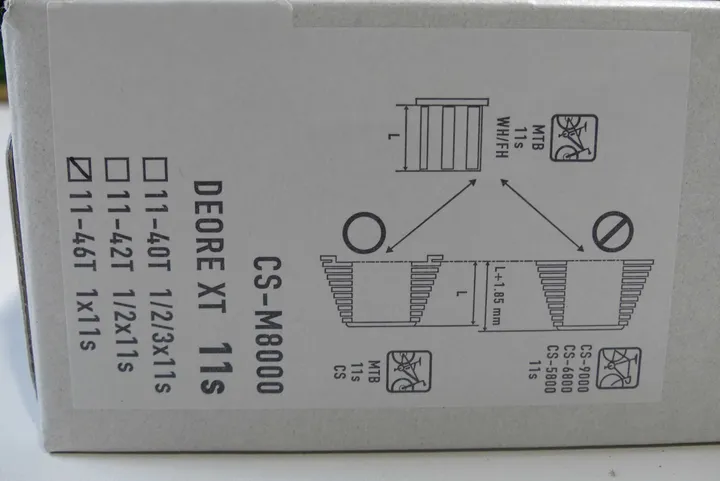 CS-M8000
DEORE XT 11s
11-40T 1/2/3x11s
11-42T 1/2x11s
11-46T 1x11s
MTB
11s
WH/FH
L
L
L+1.85 mm
MTB
11s
CS
CS-9000
CS-6800
CS-5800
11s